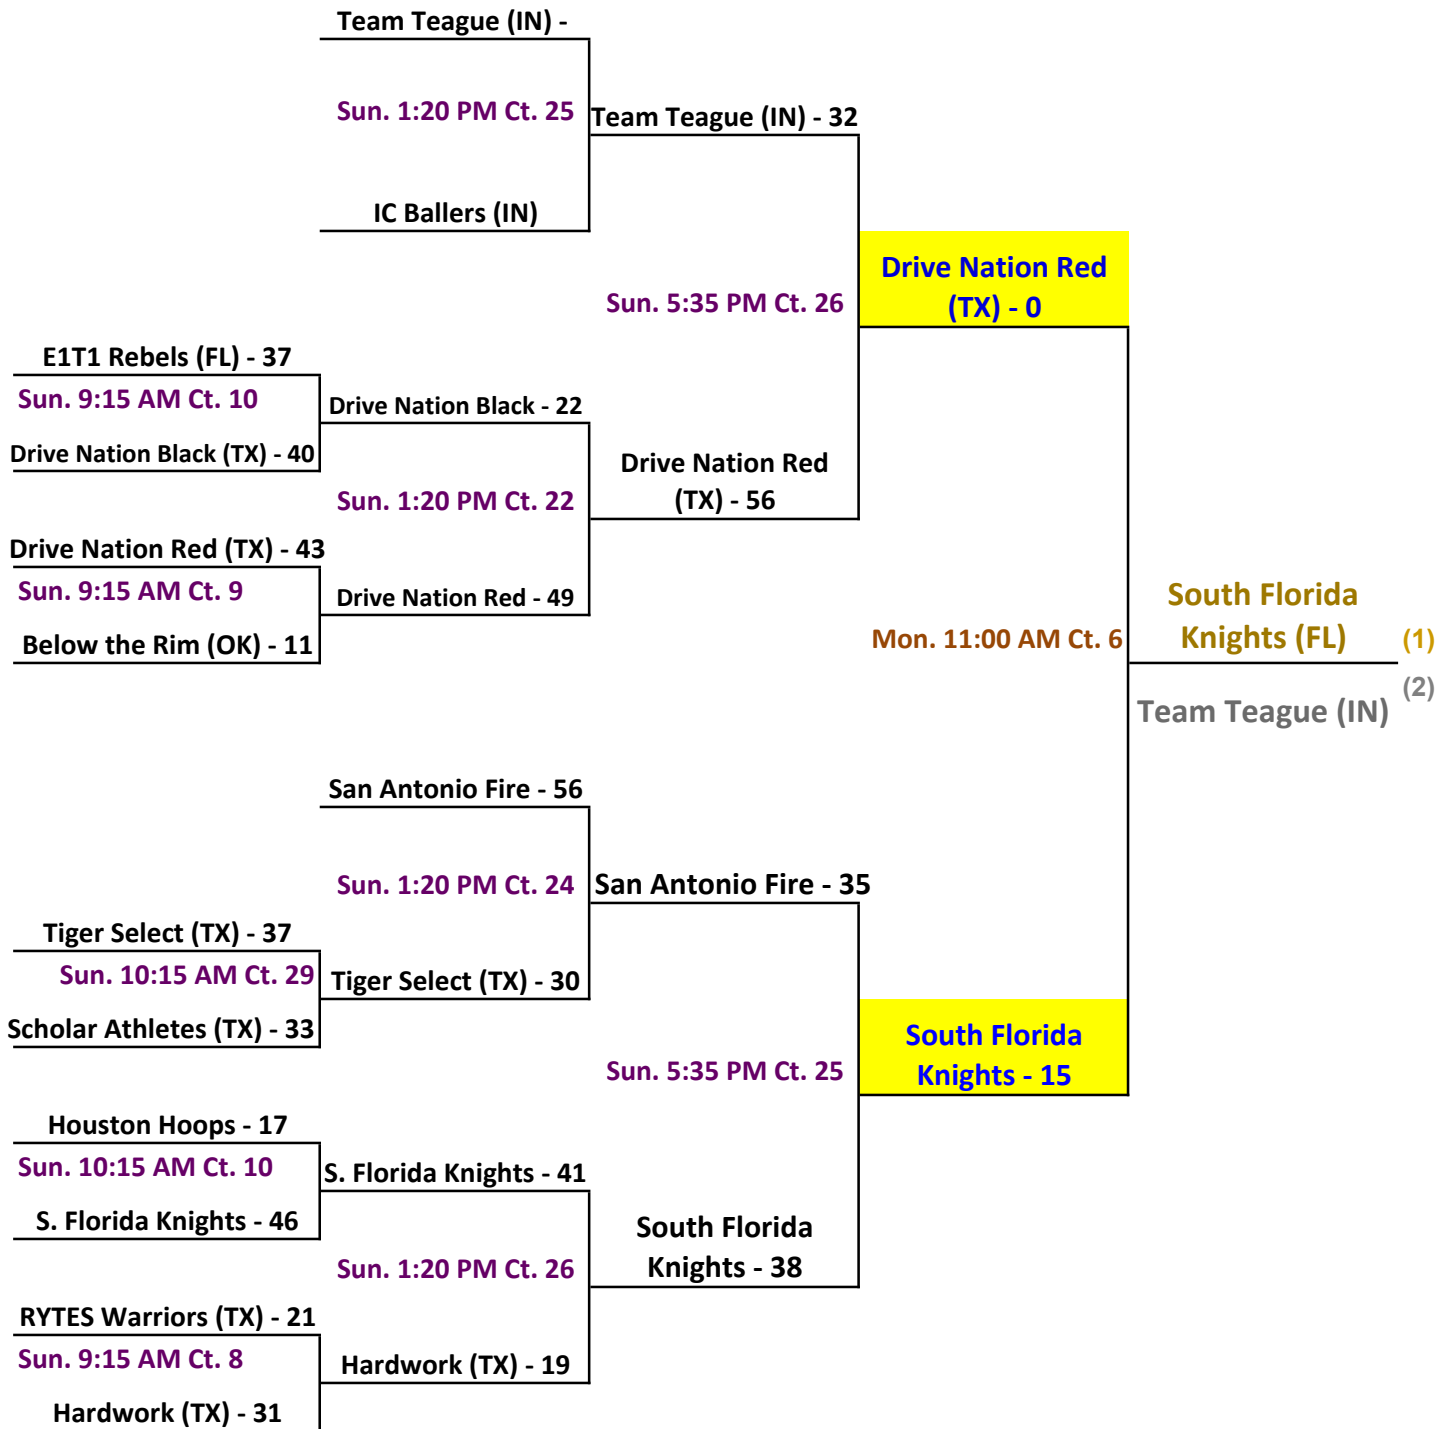 Team Teague (IN) -
Sun. 1:20 PM Ct. 25
Team Teague (IN) - 32
IC Ballers (IN)
Drive Nation Red
(TX) - 0
Sun. 5:35 PM Ct. 26
E1T1 Rebels (FL) - 37
Sun. 9:15 AM Ct. 10
Drive Nation Black - 22
Drive Nation Black (TX) - 40
Drive Nation Red
(TX) - 56
Sun. 1:20 PM Ct. 22
Drive Nation Red (TX) - 43
Sun. 9:15 AM Ct. 9
Drive Nation Red - 49
Below the Rim (OK) - 11
Mon. 11:00 AM Ct. 6
South Florida
Knights (FL)
(1)
(2)
Team Teague (IN)
San Antonio Fire - 56
Sun. 1:20 PM Ct. 24
San Antonio Fire - 35
Tiger Select (TX) - 37
Sun. 10:15 AM Ct. 29
Tiger Select (TX) - 30
Scholar Athletes (TX) - 33
South Florida
Knights - 15
Sun. 5:35 PM Ct. 25
Houston Hoops - 17
Sun. 10:15 AM Ct. 10
S. Florida Knights - 41
S. Florida Knights - 46
South Florida
Knights - 38
Sun. 1:20 PM Ct. 26
RYTES Warriors (TX) - 21
Sun. 9:15 AM Ct. 8
Hardwork (TX) - 19
Hardwork (TX) - 31